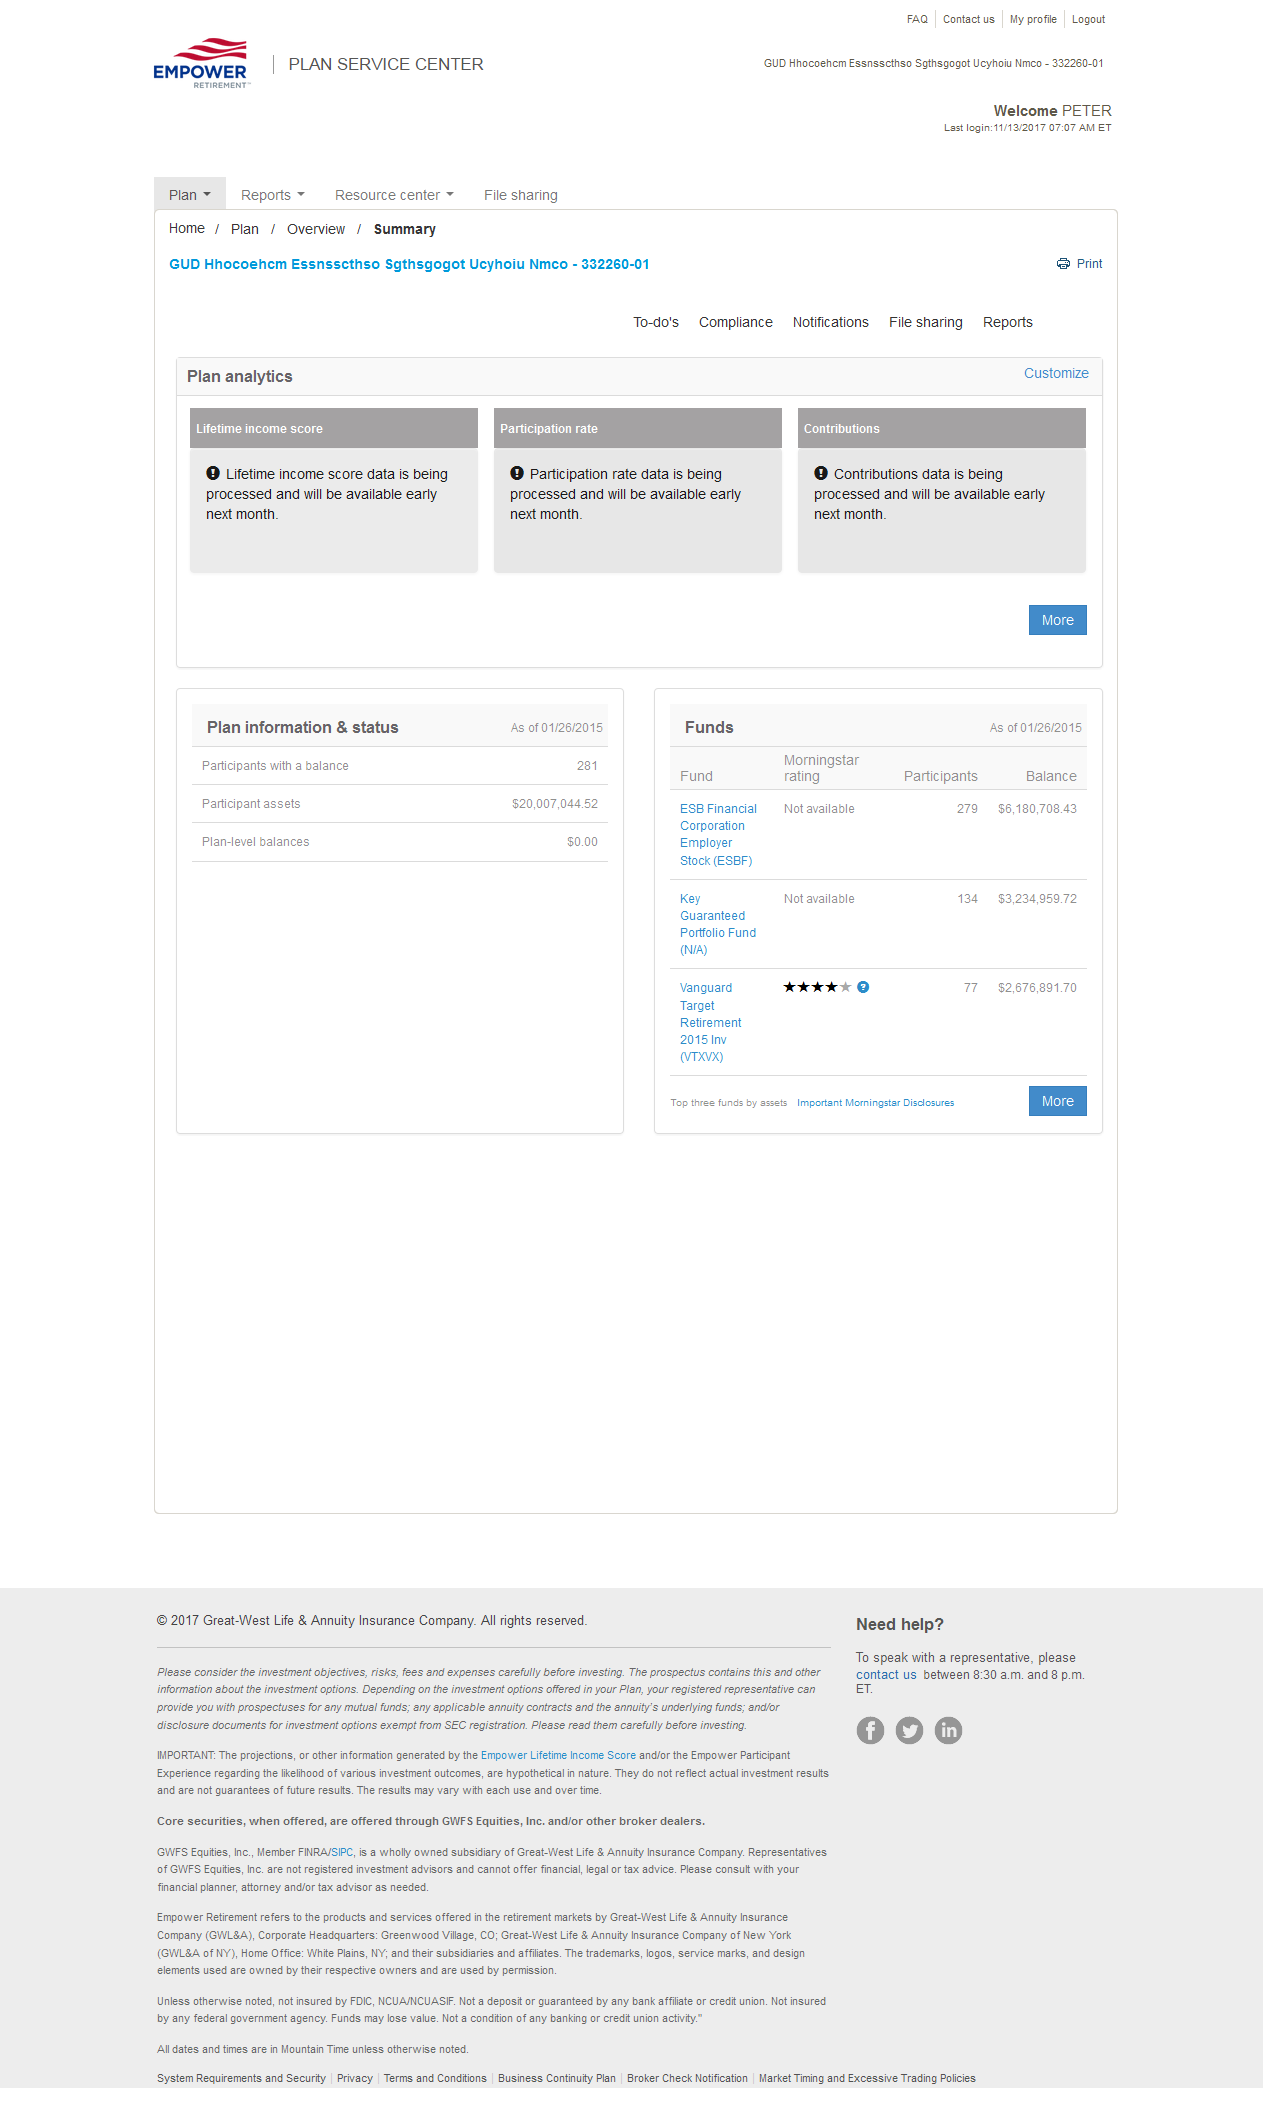 FAQ Contact us My profile Logout
EMPOWER
RETIREMENT™
PLAN SERVICE CENTER
GUD Hhocoehcm Essnsscthso Sgthsgogot Ucyhoiu Nmco - 332260-01
Welcome PETER
Last login:11/13/2017 07:07 AM ET
Plan Reports Resource center File sharing
Home / Plan / Overview / Summary
GUD Hhocoehcm Essnsscthso Sgthsgogot Ucyhoiu Nmco - 332260-01
Print
To-do's Compliance Notifications File sharing Reports
Plan analytics
Customize
Lifetime income score
Lifetime income score data is being
processed and will be available early
next month.
Participation rate
Participation rate data is being
processed and will be available early
next month.
Contributions
Contributions data is being
processed and will be available early
next month.
More
Plan information & status As of 01/26/2015
Participants with a balance 281
Participant assets $20,007,044.52
Plan-level balances $0.00
Funds As of 01/26/2015
Fund Morningstar rating Participants Balance
ESB Financial Not available 279 $6,180,708.43
Corporation
Employer
Stock (ESBF)
Key Not available 134 $3,234,959.72
Guaranteed
Portfolio Fund
(N/A)
Vanguard ★★★★★ ? 77 $2,676,891.70
Target
Retirement
2015 Inv
(VTXVX)
Top three funds by assets Important Morningstar Disclosures
More
© 2017 Great-West Life & Annuity Insurance Company. All rights reserved.
Please consider the investment objectives, risks, fees and expenses carefully before investing. The prospectus contains this and other
information about the investment options. Depending on the investment options offered in your Plan, your registered representative can
provide you with prospectuses for any mutual funds; any applicable annuity contracts and the annuity's underlying funds; and/or
disclosure documents for investment options exempt from SEC registration. Please read them carefully before investing.
IMPORTANT: The projections, or other information generated by the Empower Lifetime Income Score and/or the Empower Participant
Experience regarding the likelihood of various investment outcomes, are hypothetical in nature. They do not reflect actual investment results
and are not guarantees of future results. The results may vary with each use and over time.
Core securities, when offered, are offered through GWFS Equities, Inc. and/or other broker dealers.
GWFS Equities, Inc., Member FINRA/SIPC, is a wholly owned subsidiary of Great-West Life & Annuity Insurance Company. Representatives
of GWFS Equities, Inc. are not registered investment advisors and cannot offer financial, legal or tax advice. Please consult with your
financial planner, attorney and/or tax advisor as needed.
Empower Retirement refers to the products and services offered in the retirement markets by Great-West Life & Annuity Insurance
Company (GWL&A), Corporate Headquarters: Greenwood Village, CO; Great-West Life & Annuity Insurance Company of New York
(GWL&A of NY), Home Office: White Plains, NY; and their subsidiaries and affiliates. The trademarks, logos, service marks, and design
elements used are owned by their respective owners and are used by permission.
Unless otherwise noted, not insured by FDIC, NCUA/NCUASIF. Not a deposit or guaranteed by any bank affiliate or credit union. Not insured
by any federal government agency. Funds may lose value. Not a condition of any banking or credit union activity."
All dates and times are in Mountain Time unless otherwise noted.
System Requirements and Security Privacy Terms and Conditions Business Continuity Plan Broker Check Notification Market Timing and Excessive Trading Policies
Need help?
To speak with a representative, please
contact us between 8:30 a.m. and 8 p.m.
ET.